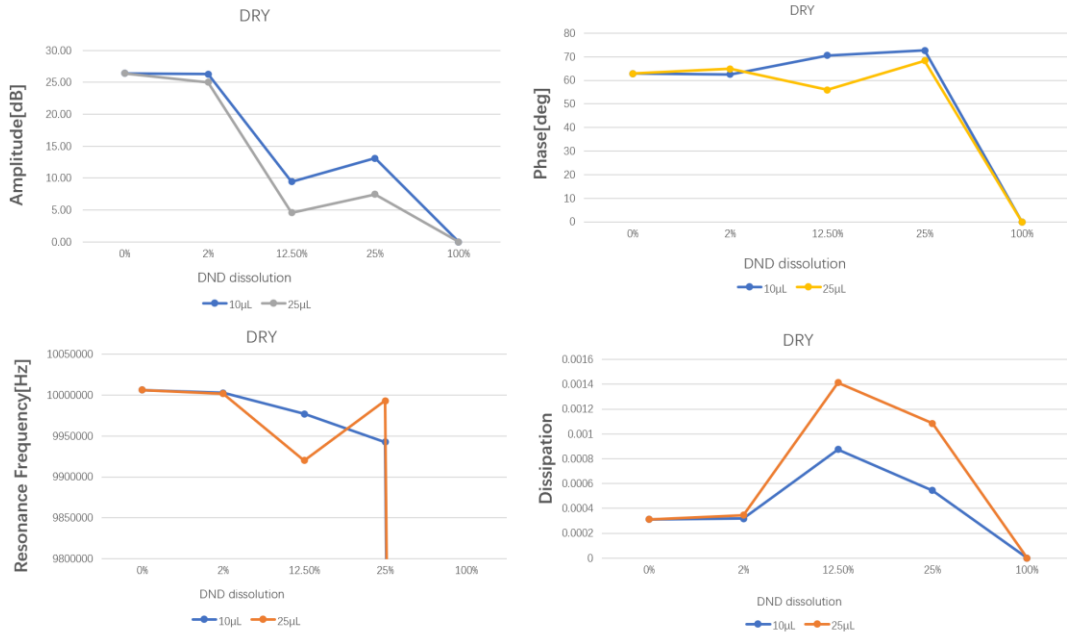 DRY
Amplitude[dB]
30.00
25.00
20.00
15.00
10.00
5.00
0.00
0% 2% 12.50% 25% 100%
DND dissolution
10μL 25μL
DRY
Phase[deg]
80
70
60
50
40
30
20
10
0
0% 2% 12.50% 25% 100%
DND dissolution
10μL 25μL
DRY
Resonance Frequency[Hz]
10050000
10000000
9950000
9900000
9850000
9800000
0% 2% 12.50% 25% 100%
DND dissolution
10μL 25μL
DRY
Dissipation
0.0016
0.0014
0.0012
0.001
0.0008
0.0006
0.0004
0.0002
0
0% 2% 12.50% 25% 100%
DND dissolution
10μL 25μL